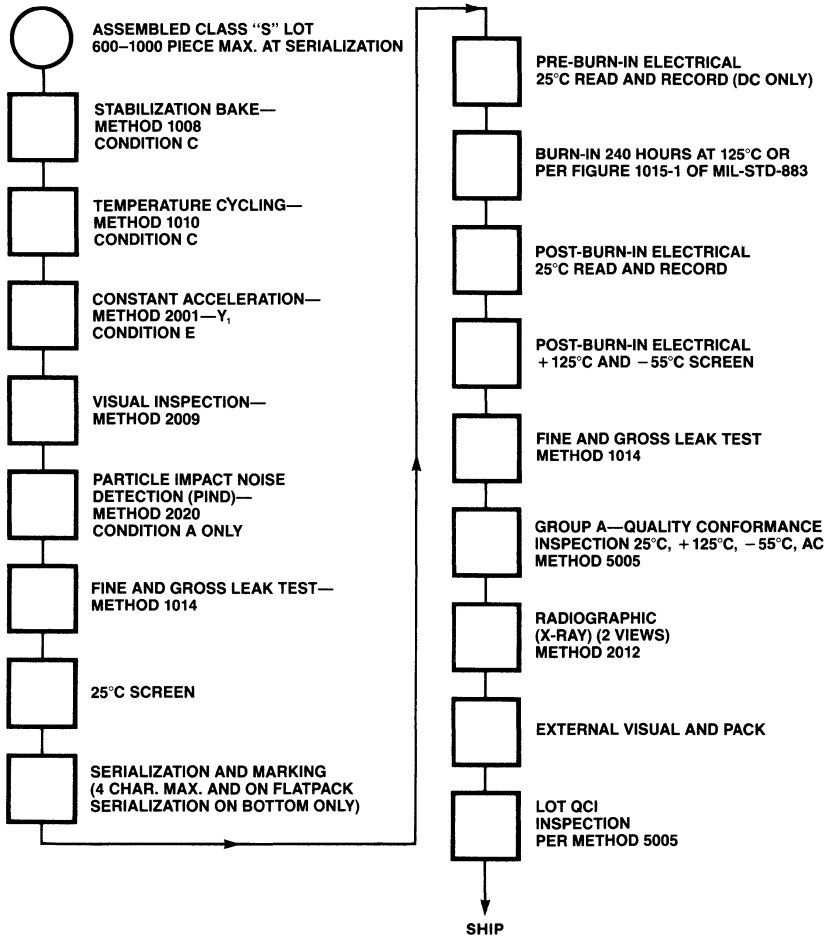 ASSEMBLED CLASS “S” LOT
600–1000 PIECE MAX. AT SERIALIZATION
STABILIZATION BAKE—
METHOD 1008
CONDITION C
TEMPERATURE CYCLING—
METHOD 1010
CONDITION C
CONSTANT ACCELERATION—
METHOD 2001—Y₁
CONDITION E
VISUAL INSPECTION—
METHOD 2009
PARTICLE IMPACT NOISE
DETECTION (PIND)—
METHOD 2020
CONDITION A ONLY
FINE AND GROSS LEAK TEST—
METHOD 1014
25°C SCREEN
SERIALIZATION AND MARKING
(4 CHAR. MAX. AND ON FLATPACK
SERIALIZATION ON BOTTOM ONLY)
PRE-BURN-IN ELECTRICAL
25°C READ AND RECORD (DC ONLY)
BURN-IN 240 HOURS AT 125°C OR
PER FIGURE 1015-1 OF MIL-STD-883
POST-BURN-IN ELECTRICAL
25°C READ AND RECORD
POST-BURN-IN ELECTRICAL
+125°C AND −55°C SCREEN
FINE AND GROSS LEAK TEST
METHOD 1014
GROUP A—QUALITY CONFORMANCE
INSPECTION 25°C, +125°C, −55°C, AC
METHOD 5005
RADIOGRAPHIC
(X-RAY) (2 VIEWS)
METHOD 2012
EXTERNAL VISUAL AND PACK
LOT QCI
INSPECTION
PER METHOD 5005
SHIP